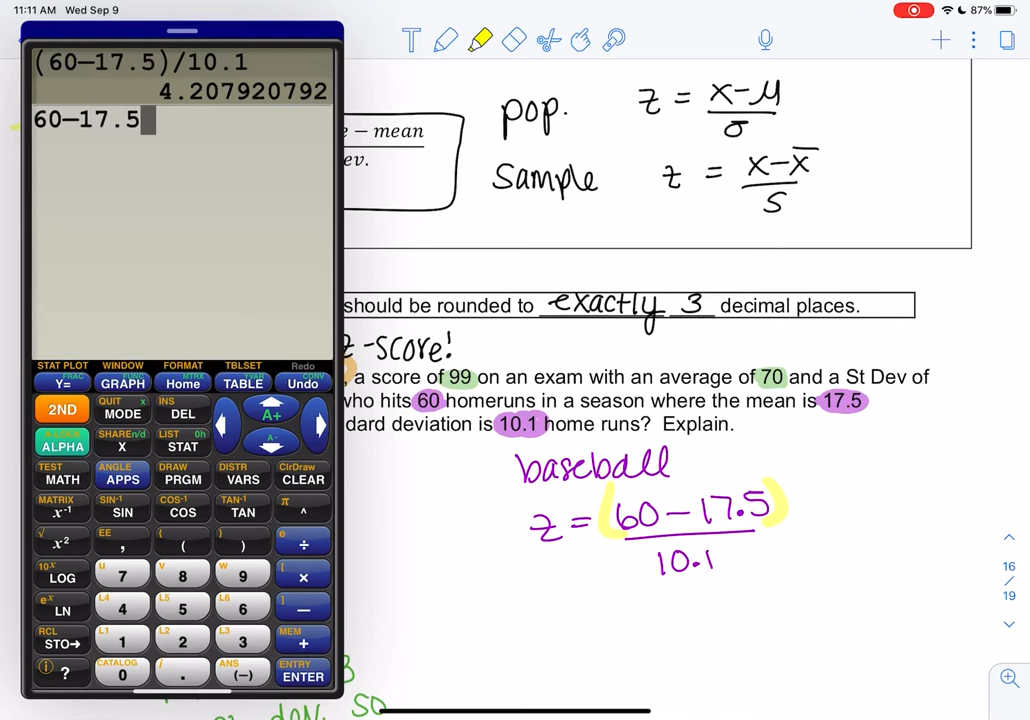 11:11 AM Wed Sep 9
87%
(60−17.5)/10.1
4.207920792
60−17.5
− mean
pop. z = x−μ / σ
Sample z = x−x̄ / s
should be rounded to exactly 3 decimal places.
z-score!
a score of 99 on an exam with an average of 70 and a St Dev of
who hits 60 homeruns in a season where the mean is 17.5
dard deviation is 10.1 home runs? Explain.
baseball
z = (60 − 17.5) / 10.1
STAT PLOT WINDOW FORMAT TBLSET Redo
Y= FRAC GRAPH FUNC Home MTRX TABLE Undo CONV
2ND QUIT x MODE INS DEL A+
ALPHA SHARE n/d X LIST 0h STAT A-
TEST MATH ANGLE APPS DRAW PRGM DISTR VARS ClrDraw CLEAR
MATRIX x⁻¹ SIN⁻¹ SIN COS⁻¹ COS TAN⁻¹ TAN π ^
√ x² EE , { ( } ) e ÷
10ˣ LOG u 7 v 8 w 9 [ ×
eˣ LN L4 4 L5 5 L6 6 ] −
RCL STO→ L1 1 L2 2 L3 3 MEM +
i ? CATALOG 0 i . ANS (−) ENTRY ENTER
16
/
19
so